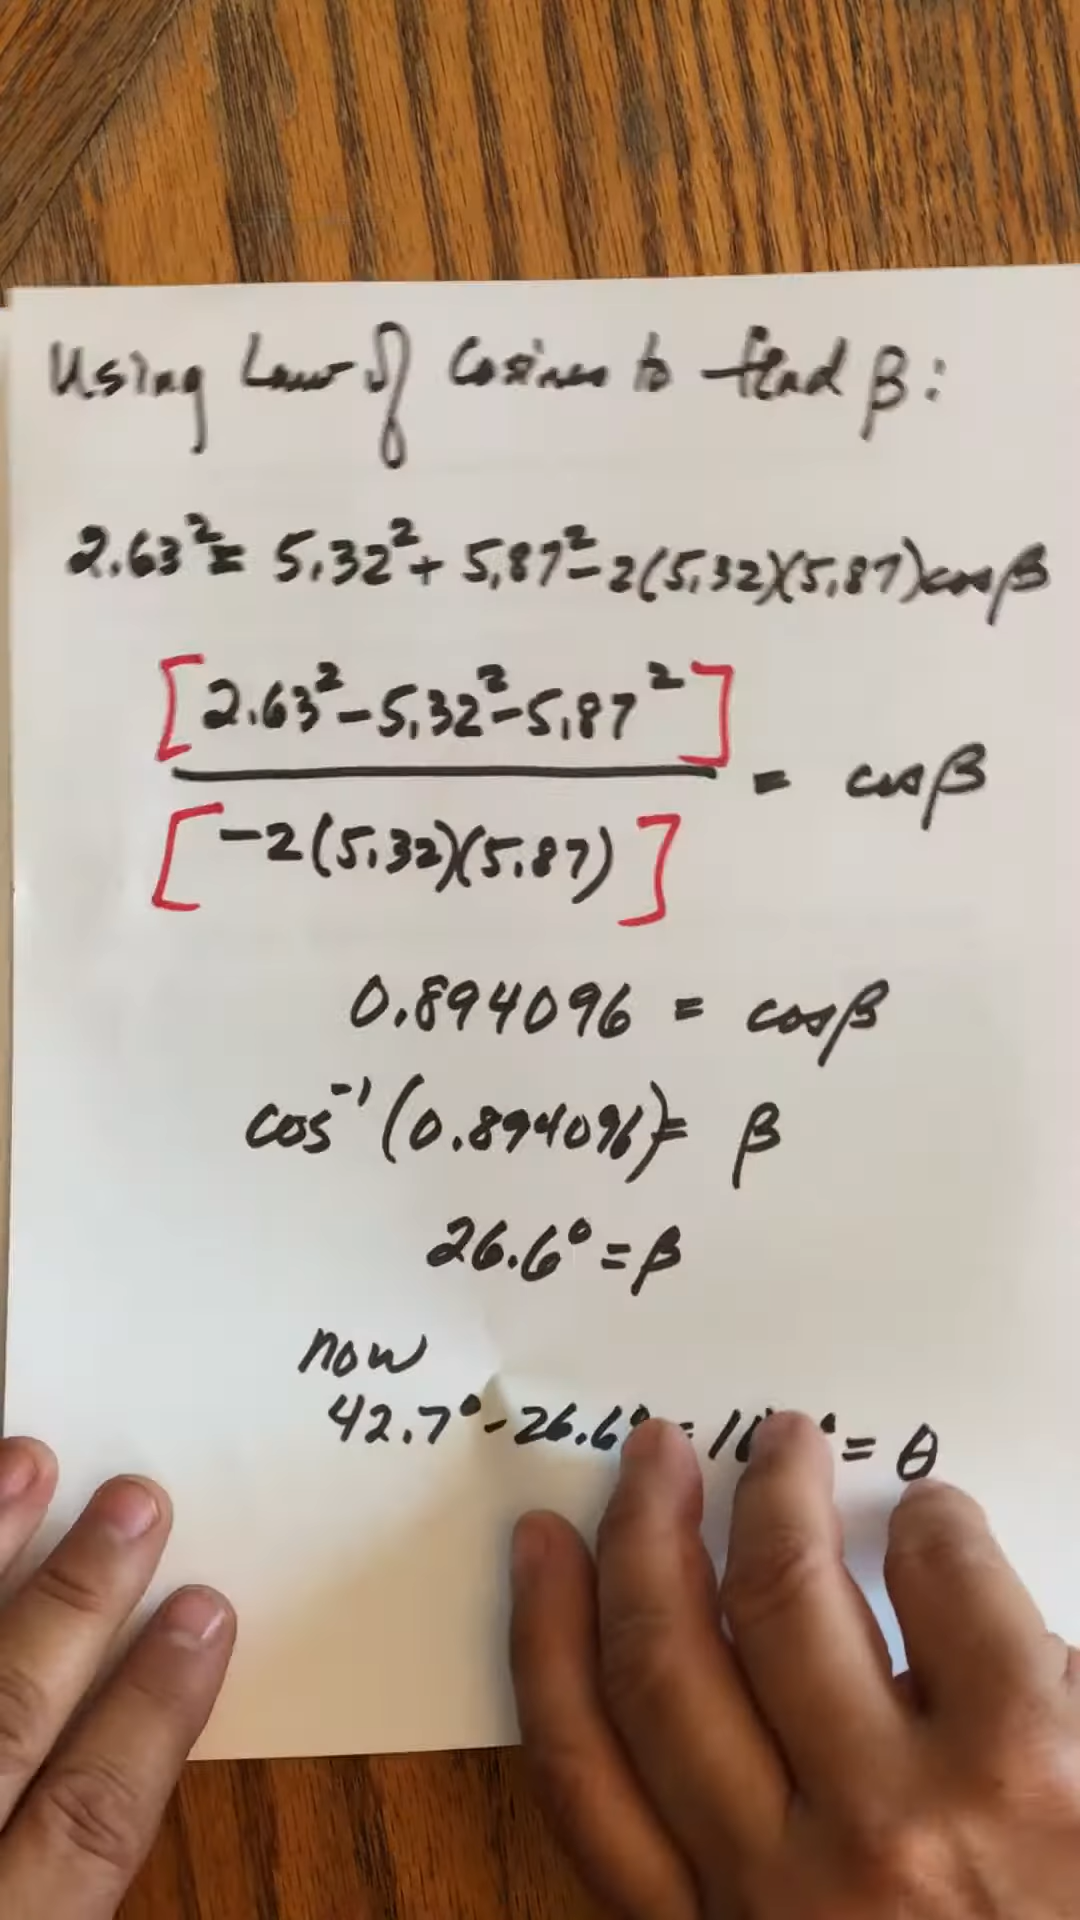 Using Law of Cosines to find β:
2.63² = 5.32² + 5.87² - 2(5.32)(5.87)cosβ
[2.63² - 5.32² - 5.87²]
[-2(5.32)(5.87)]
= cosβ
0.894096 = cosβ
cos⁻¹(0.894096) = β
26.6° = β
now
42.7° - 26.6° = ° = θ